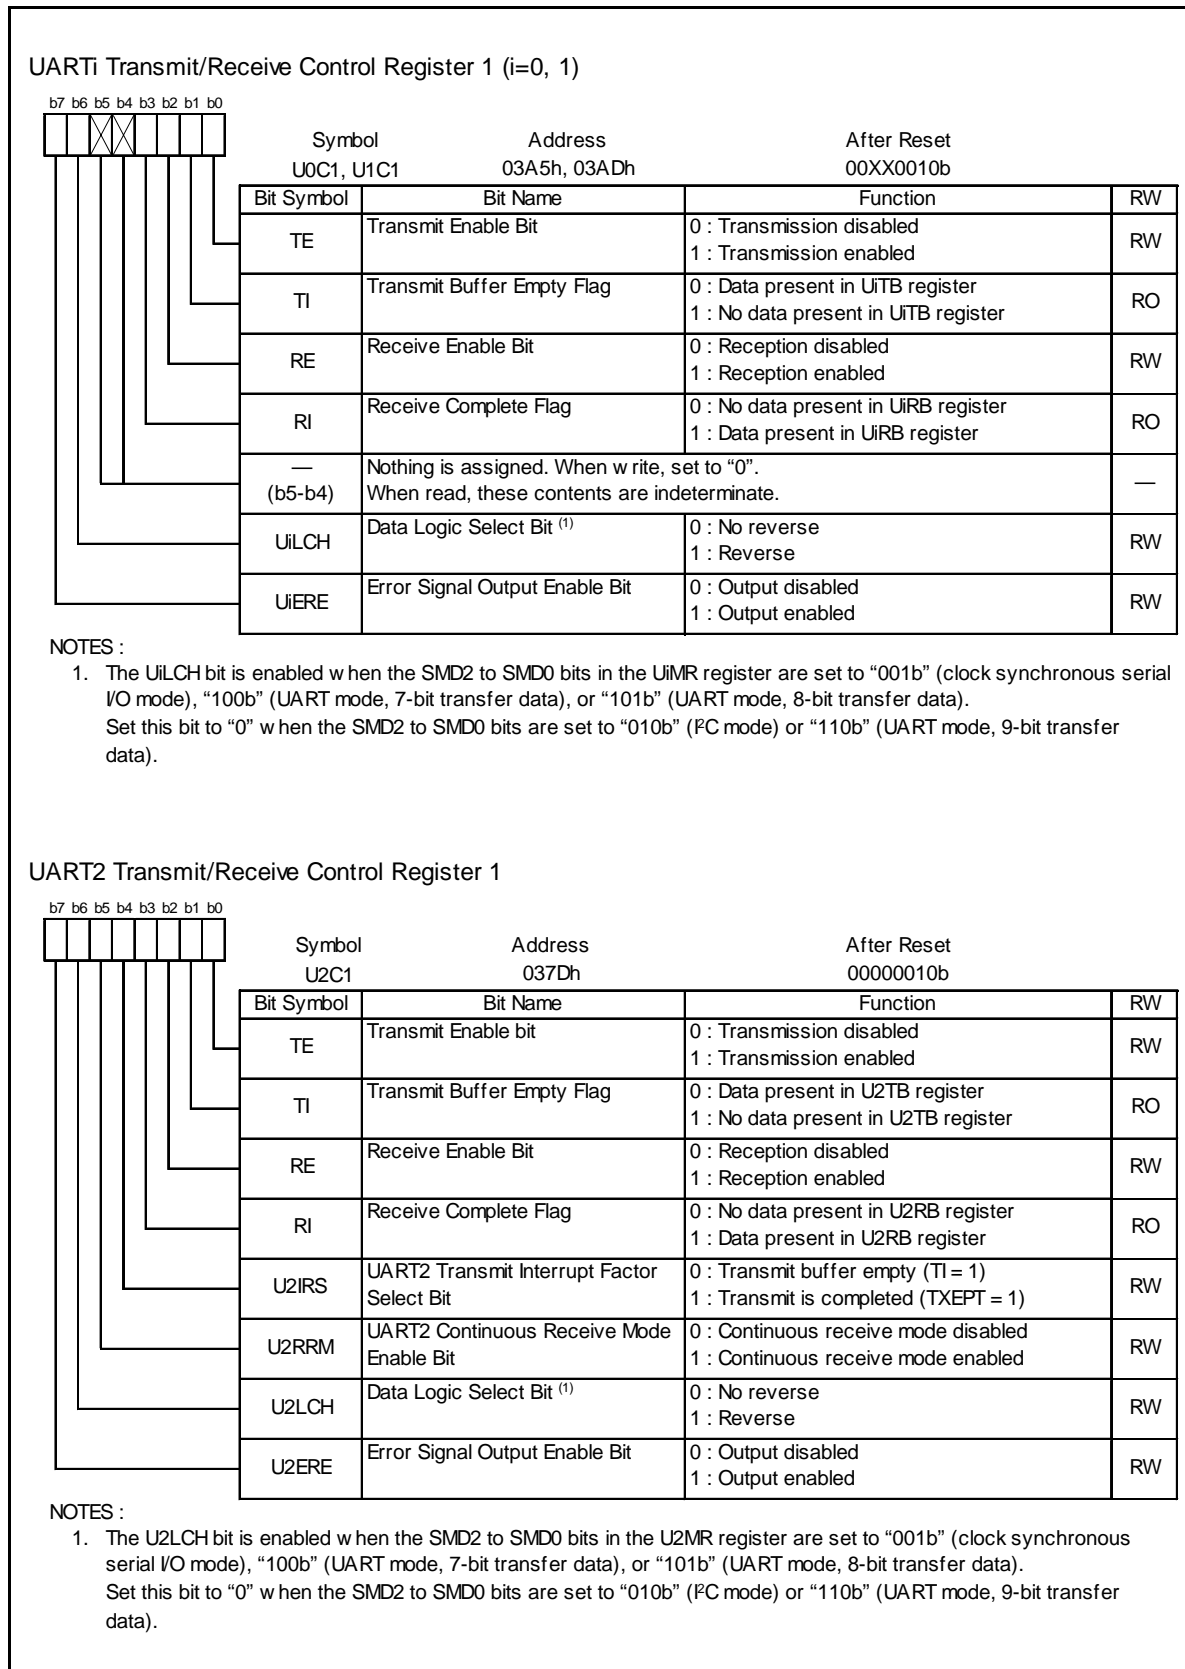 UARTi Transmit/Receive Control Register 1 (i=0, 1)
b7 b6 b5 b4 b3 b2 b1 b0
Symbol Address After Reset
U0C1, U1C1 03A5h, 03ADh 00XX0010b
Bit Symbol Bit Name Function RW
TE Transmit Enable Bit 0 : Transmission disabled RW
1 : Transmission enabled
TI Transmit Buffer Empty Flag 0 : Data present in UiTB register RO
1 : No data present in UiTB register
RE Receive Enable Bit 0 : Reception disabled RW
1 : Reception enabled
RI Receive Complete Flag 0 : No data present in UiRB register RO
1 : Data present in UiRB register
— Nothing is assigned. When write, set to “0”. —
(b5-b4) When read, these contents are indeterminate.
UiLCH Data Logic Select Bit (1) 0 : No reverse RW
1 : Reverse
UiERE Error Signal Output Enable Bit 0 : Output disabled RW
1 : Output enabled
NOTES :
1. The UiLCH bit is enabled when the SMD2 to SMD0 bits in the UiMR register are set to “001b” (clock synchronous serial
I/O mode), “100b” (UART mode, 7-bit transfer data), or “101b” (UART mode, 8-bit transfer data).
Set this bit to “0” when the SMD2 to SMD0 bits are set to “010b” (I²C mode) or “110b” (UART mode, 9-bit transfer
data).
UART2 Transmit/Receive Control Register 1
b7 b6 b5 b4 b3 b2 b1 b0
Symbol Address After Reset
U2C1 037Dh 00000010b
Bit Symbol Bit Name Function RW
TE Transmit Enable bit 0 : Transmission disabled RW
1 : Transmission enabled
TI Transmit Buffer Empty Flag 0 : Data present in U2TB register RO
1 : No data present in U2TB register
RE Receive Enable Bit 0 : Reception disabled RW
1 : Reception enabled
RI Receive Complete Flag 0 : No data present in U2RB register RO
1 : Data present in U2RB register
U2IRS UART2 Transmit Interrupt Factor 0 : Transmit buffer empty (TI = 1) RW
Select Bit 1 : Transmit is completed (TXEPT = 1)
U2RRM UART2 Continuous Receive Mode 0 : Continuous receive mode disabled RW
Enable Bit 1 : Continuous receive mode enabled
U2LCH Data Logic Select Bit (1) 0 : No reverse RW
1 : Reverse
U2ERE Error Signal Output Enable Bit 0 : Output disabled RW
1 : Output enabled
NOTES :
1. The U2LCH bit is enabled when the SMD2 to SMD0 bits in the U2MR register are set to “001b” (clock synchronous
serial I/O mode), “100b” (UART mode, 7-bit transfer data), or “101b” (UART mode, 8-bit transfer data).
Set this bit to “0” when the SMD2 to SMD0 bits are set to “010b” (I²C mode) or “110b” (UART mode, 9-bit transfer
data).